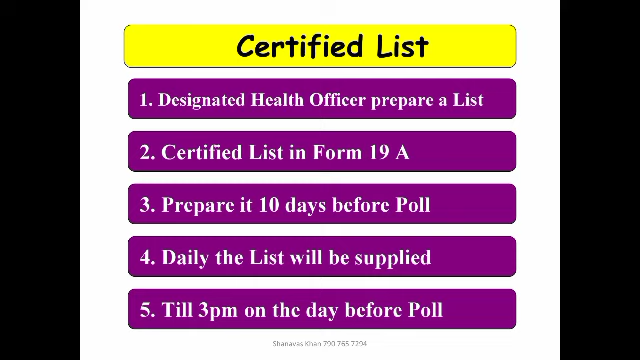 Certified List
1. Designated Health Officer prepare a List
2. Certified List in Form 19 A
3. Prepare it 10 days before Poll
4. Daily the List will be supplied
5. Till 3pm on the day before Poll
Shanavas Khan 790 765 7294